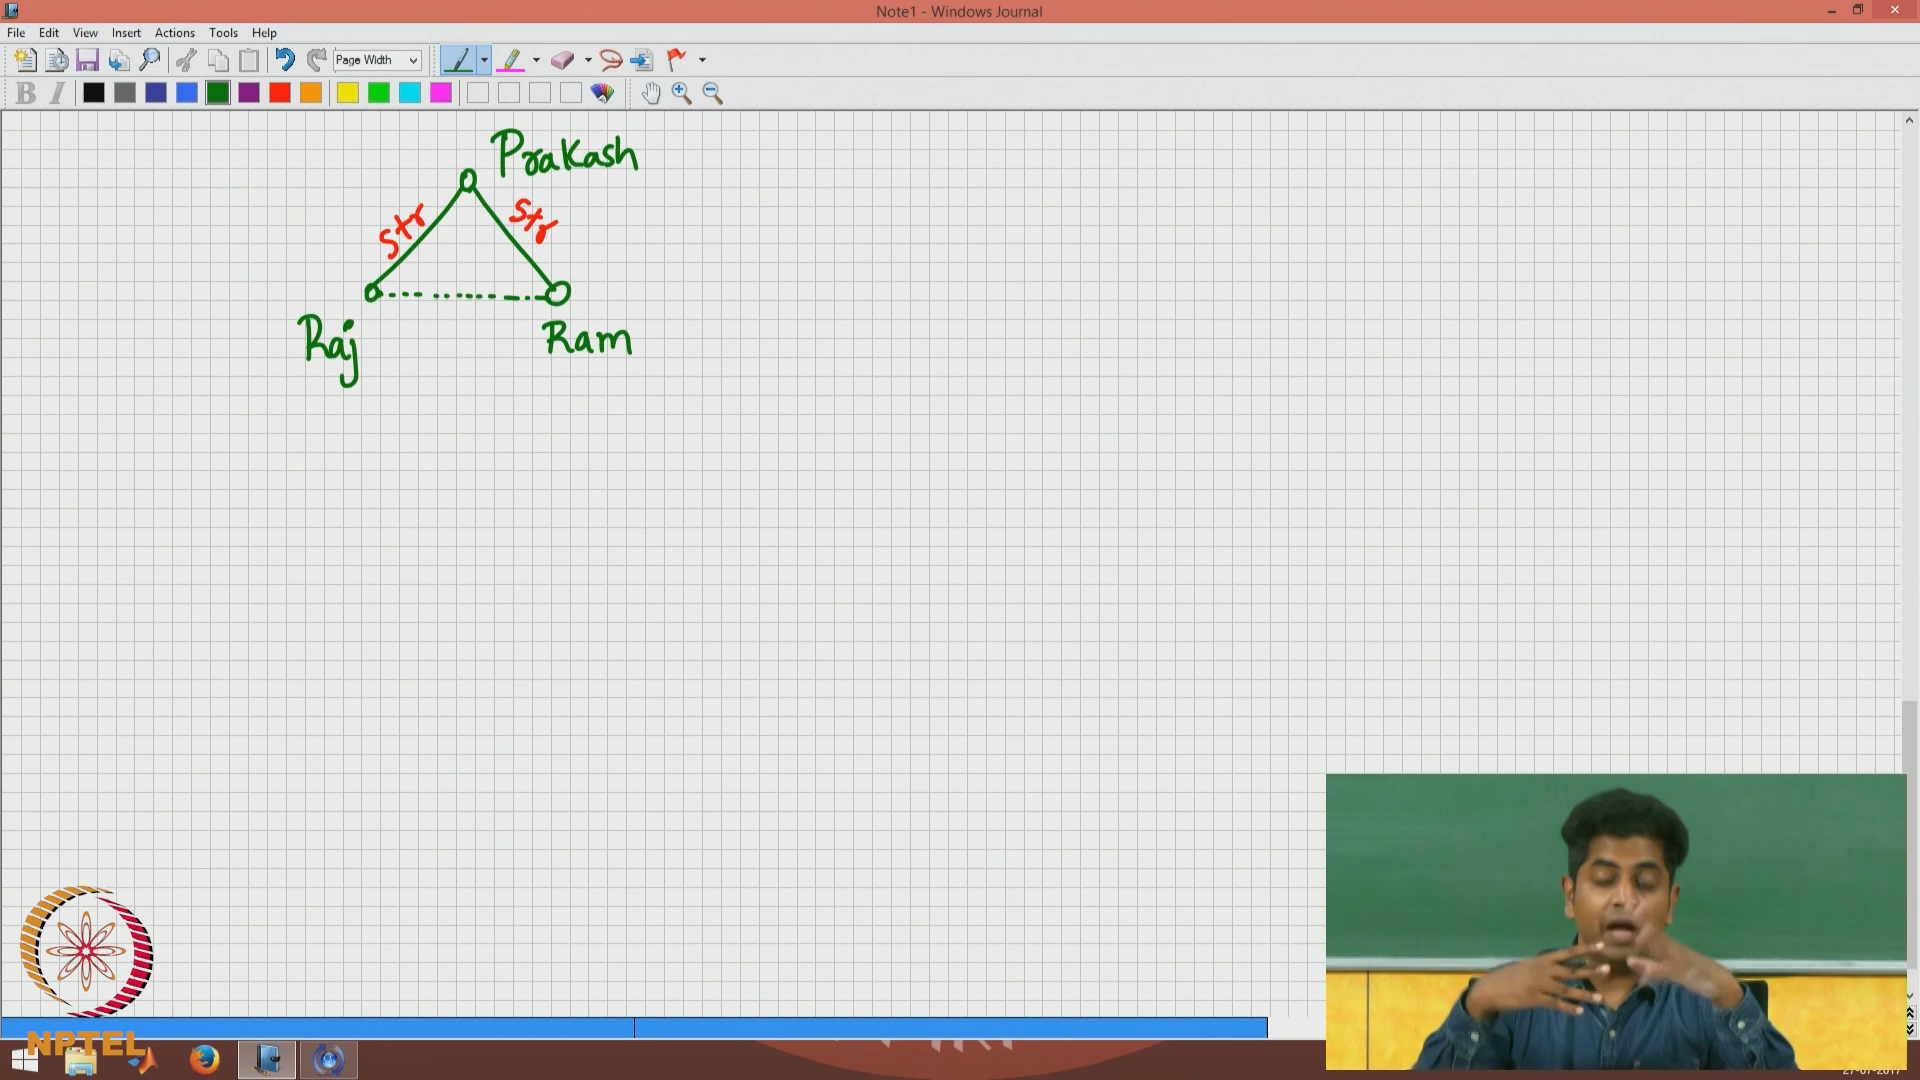 Note1 - Windows Journal
File Edit View Insert Actions Tools Help
Page Width
B I
Prakash
Str
Str
Raj
Ram
NPTEL